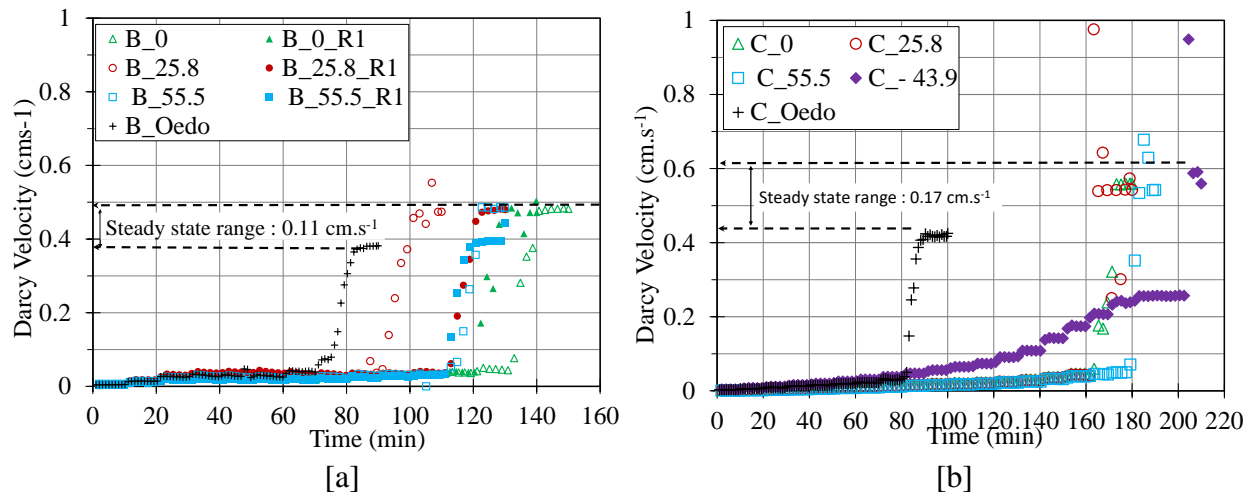 1
0.8
0.6
0.4
0.2
0
Darcy Velocity (cms-1)
B_0
B_0_R1
B_25.8
B_25.8_R1
B_55.5
B_55.5_R1
B_Oedo
Steady state range : 0.11 cm.s-1
0 20 40 60 80 100 120 140 160
Time (min)
[a]
1
0.8
0.6
0.4
0.2
0
Darcy Velocity (cm.s-1)
C_0
C_25.8
C_55.5
C_- 43.9
C_Oedo
Steady state range : 0.17 cm.s-1
0 20 40 60 80 100 120 140 160 180 200 220
Time (min)
[b]